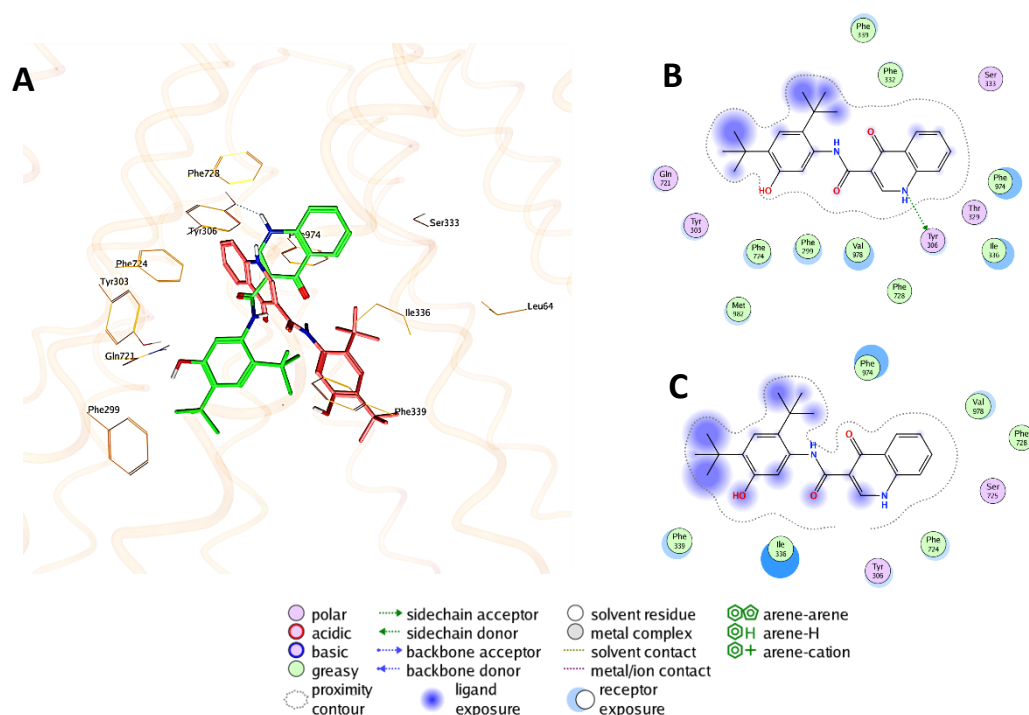 A
Phe728
Tyr306
974
Ser333
Phe724
Tyr303
Gln721
Ile336
Leu64
Phe299
Phe339
B
Phe
339
Phe
332
Ser
333
O
H
N
Gln
721
HO
O
N
H
Phe
974
Thr
329
Tyr
303
Tyr
306
Phe
724
Phe
299
Val
978
Ile
336
Phe
728
Met
982
C
Phe
974
Val
978
Phe
728
H
N
O
Ser
725
HO
O
N
H
Phe
339
Ile
336
Tyr
306
Phe
724
polar
acidic
basic
greasy
proximity
contour
sidechain acceptor
sidechain donor
backbone acceptor
backbone donor
ligand
exposure
solvent residue
metal complex
solvent contact
metal/ion contact
receptor
exposure
arene-arene
H arene-H
+ arene-cation